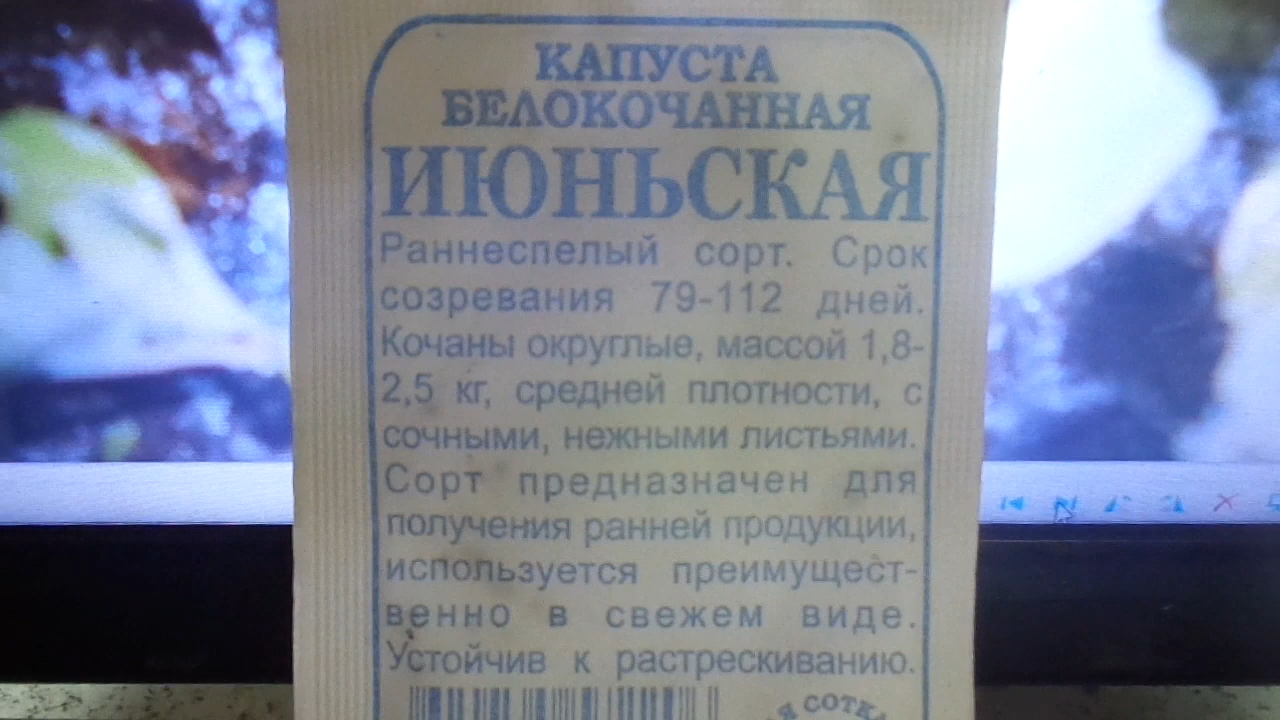 КАПУСТА
БЕЛОКОЧАННАЯ
ИЮНЬСКАЯ
Раннеспелый сорт. Срок
созревания 79-112 дней.
Кочаны округлые, массой 1,8-
2,5 кг, средней плотности, с
сочными, нежными листьями.
Сорт предназначен для
получения ранней продукции,
используется преимущест-
венно в свежем виде.
Устойчив к растрескиванию.